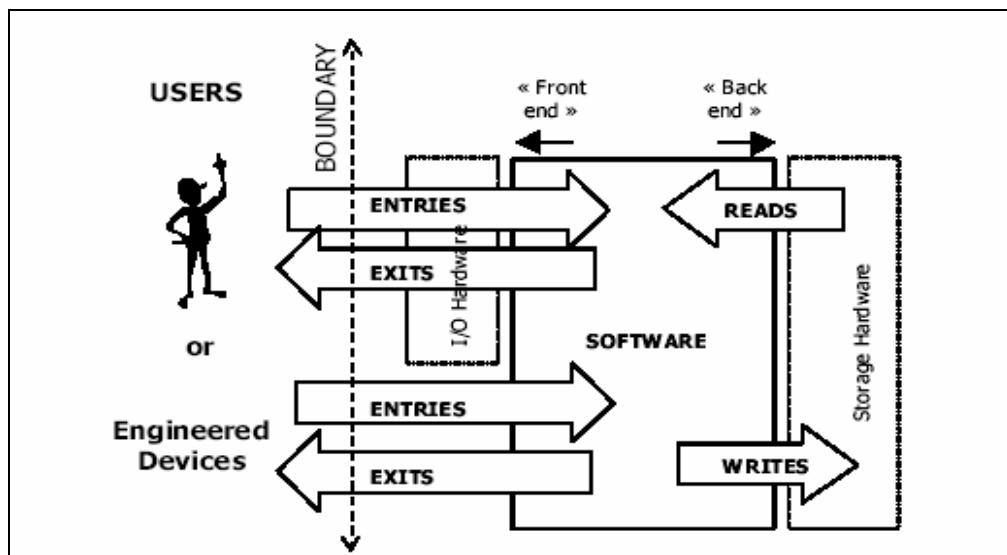 USERS
BOUNDARY
« Front
end »
« Back
end »
ENTRIES
READS
EXITS
I/O Hardware
or
SOFTWARE
Storage Hardware
ENTRIES
Engineered
Devices
EXITS
WRITES